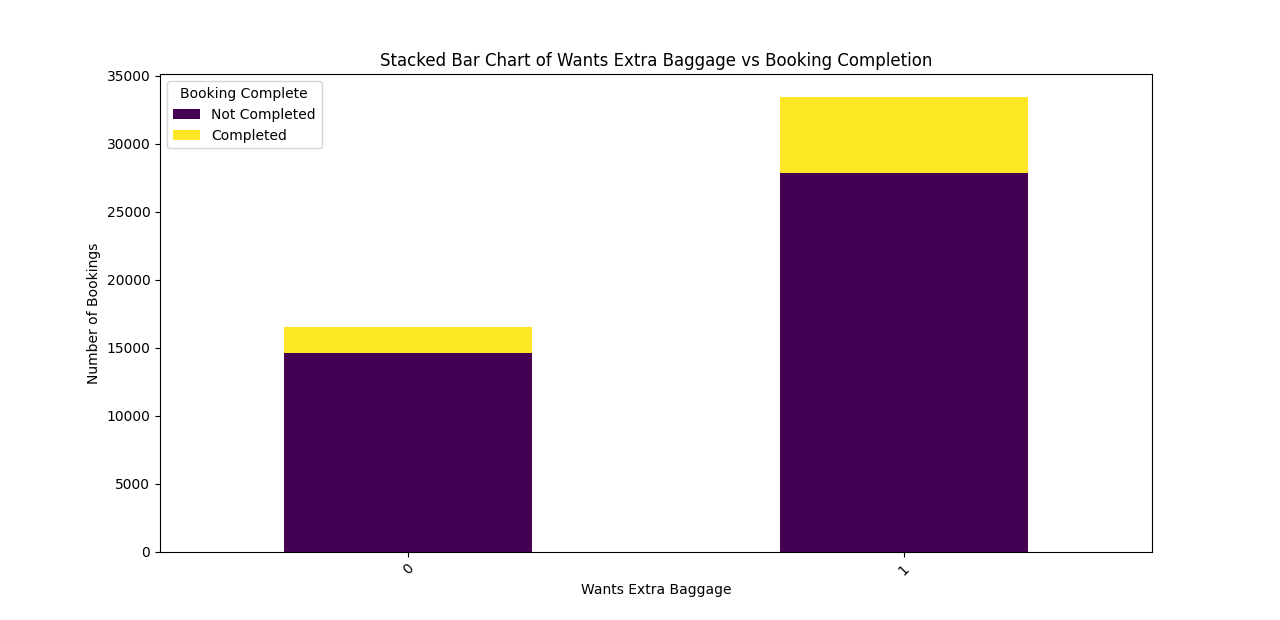 Stacked Bar Chart of Wants Extra Baggage vs Booking Completion
Booking Complete
Not Completed
Completed
Number of Bookings
35000
30000
25000
20000
15000
10000
5000
0
0
1
Wants Extra Baggage